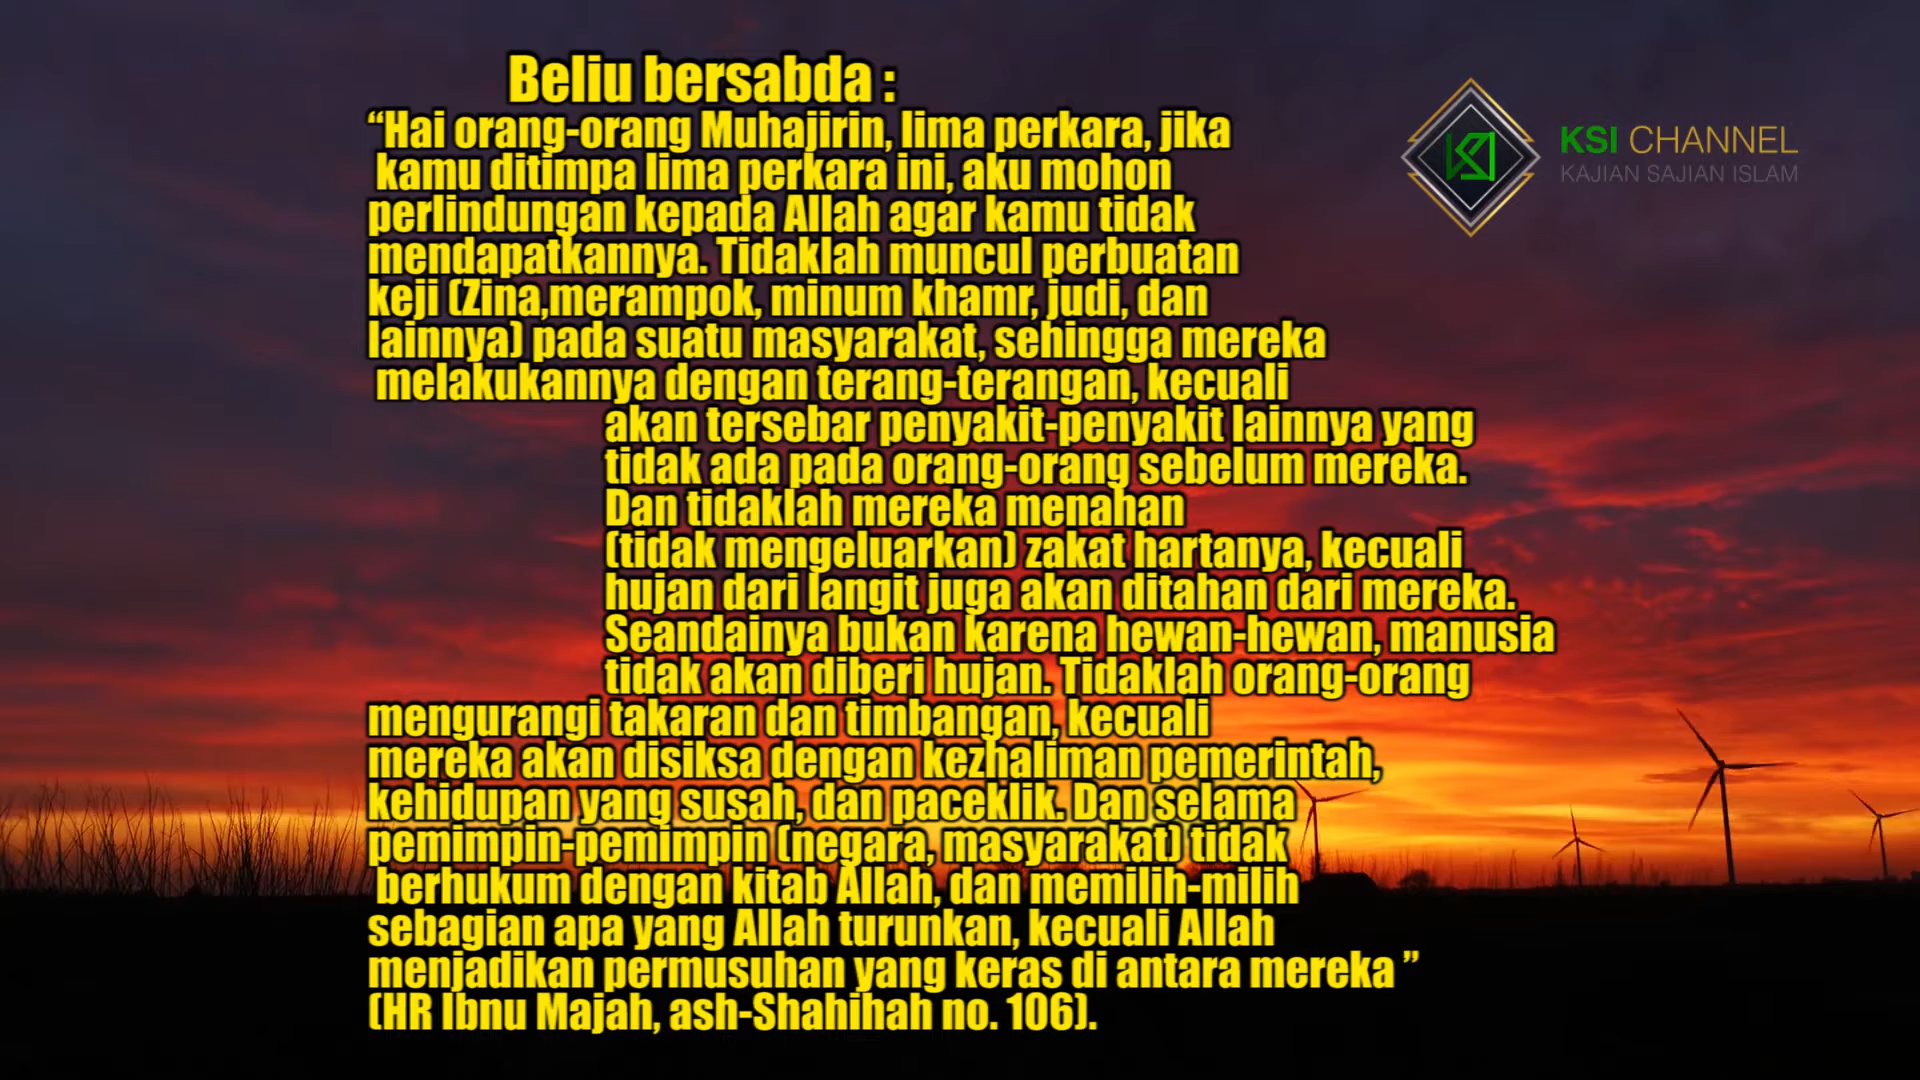 Beliu bersabda :
“Hai orang-orang Muhajirin, lima perkara, jika
kamu ditimpa lima perkara ini, aku mohon
perlindungan kepada Allah agar kamu tidak
mendapatkannya. Tidaklah muncul perbuatan
keji (Zina,merampok, minum khamr, judi, dan
lainnya) pada suatu masyarakat, sehingga mereka
melakukannya dengan terang-terangan, kecuali
akan tersebar penyakit-penyakit lainnya yang
tidak ada pada orang-orang sebelum mereka.
Dan tidaklah mereka menahan
(tidak mengeluarkan) zakat hartanya, kecuali
hujan dari langit juga akan ditahan dari mereka.
Seandainya bukan karena hewan-hewan, manusia
tidak akan diberi hujan. Tidaklah orang-orang
mengurangi takaran dan timbangan, kecuali
mereka akan disiksa dengan kezhaliman pemerintah,
kehidupan yang susah, dan paceklik. Dan selama
pemimpin-pemimpin (negara, masyarakat) tidak
berhukum dengan kitab Allah, dan memilih-milih
sebagian apa yang Allah turunkan, kecuali Allah
menjadikan permusuhan yang keras di antara mereka ”
(HR Ibnu Majah, ash-Shahihah no. 106).
KSI CHANNEL
KAJIAN SAJIAN ISLAM